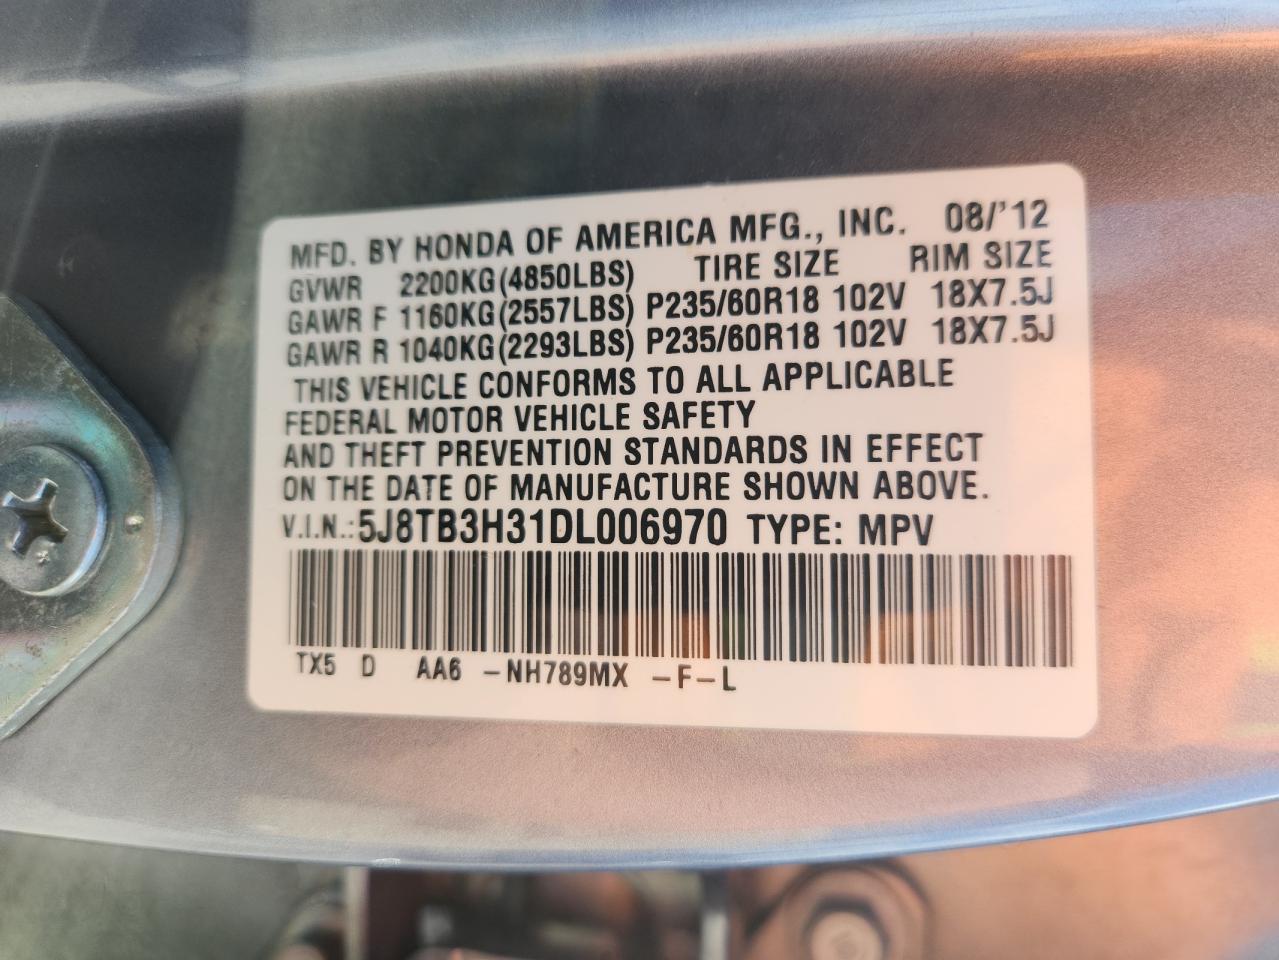 MFD. BY HONDA OF AMERICA MFG., INC. 08/'12
GVWR 2200KG(4850LBS) TIRE SIZE RIM SIZE
GAWR F 1160KG(2557LBS) P235/60R18 102V 18X7.5J
GAWR R 1040KG(2293LBS) P235/60R18 102V 18X7.5J
THIS VEHICLE CONFORMS TO ALL APPLICABLE
FEDERAL MOTOR VEHICLE SAFETY
AND THEFT PREVENTION STANDARDS IN EFFECT
ON THE DATE OF MANUFACTURE SHOWN ABOVE.
V.I.N.:5J8TB3H31DL006970 TYPE: MPV
TX5 D AA6 -NH789MX -F-L